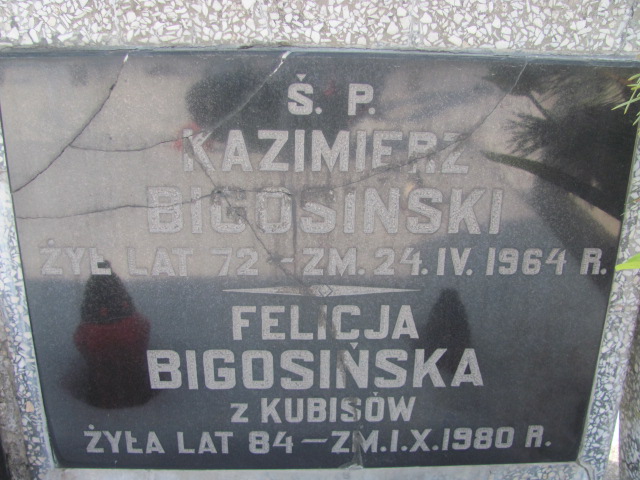 Ś. P.
KAZIMIERZ
BIGOSIŃSKI
ŻYŁ LAT 72 – ZM. 24.IV. 1964 R.
FELICJA
BIGOSIŃSKA
z KUBISÓW
ŻYŁA LAT 84 – ZM. I.X. 1980 R.